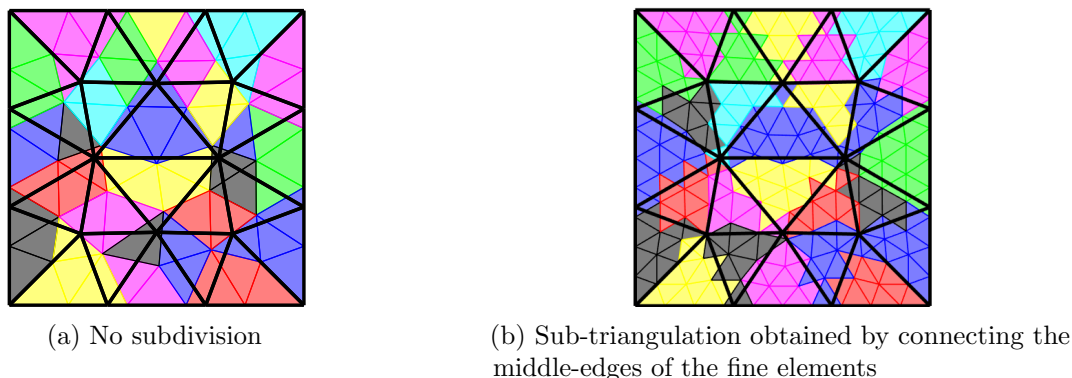 (a) No subdivision
(b) Sub-triangulation obtained by connecting the
middle-edges of the fine elements